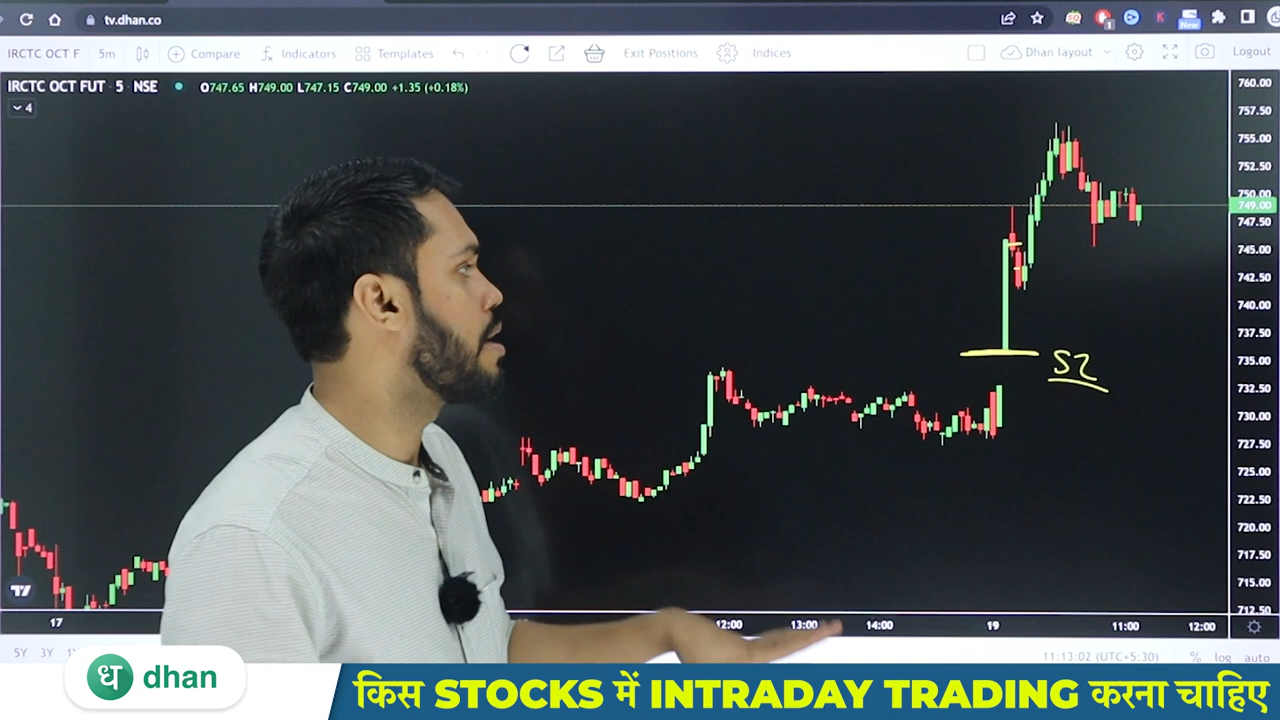 tv.dhan.co
New
1
IRCTC OCT F 5m Compare Indicators Templates Exit Positions Indices Dhan layout Logout
IRCTC OCT FUT 5 NSE O747.65 H749.00 L747.15 C749.00 +1.35 (+0.18%)
4
760.00
757.50
755.00
752.50
750.00
749.00
747.50
745.00
742.50
740.00
737.50
735.00
732.50
730.00
727.50
725.00
722.50
720.00
717.50
715.00
712.50
17 12:00 13:00 14:00 19 11:00 12:00
5Y 3Y 11:13:02 (UTC+5:30) % log auto
ध dhan
किस STOCKS में INTRADAY TRADING करना चाहिए